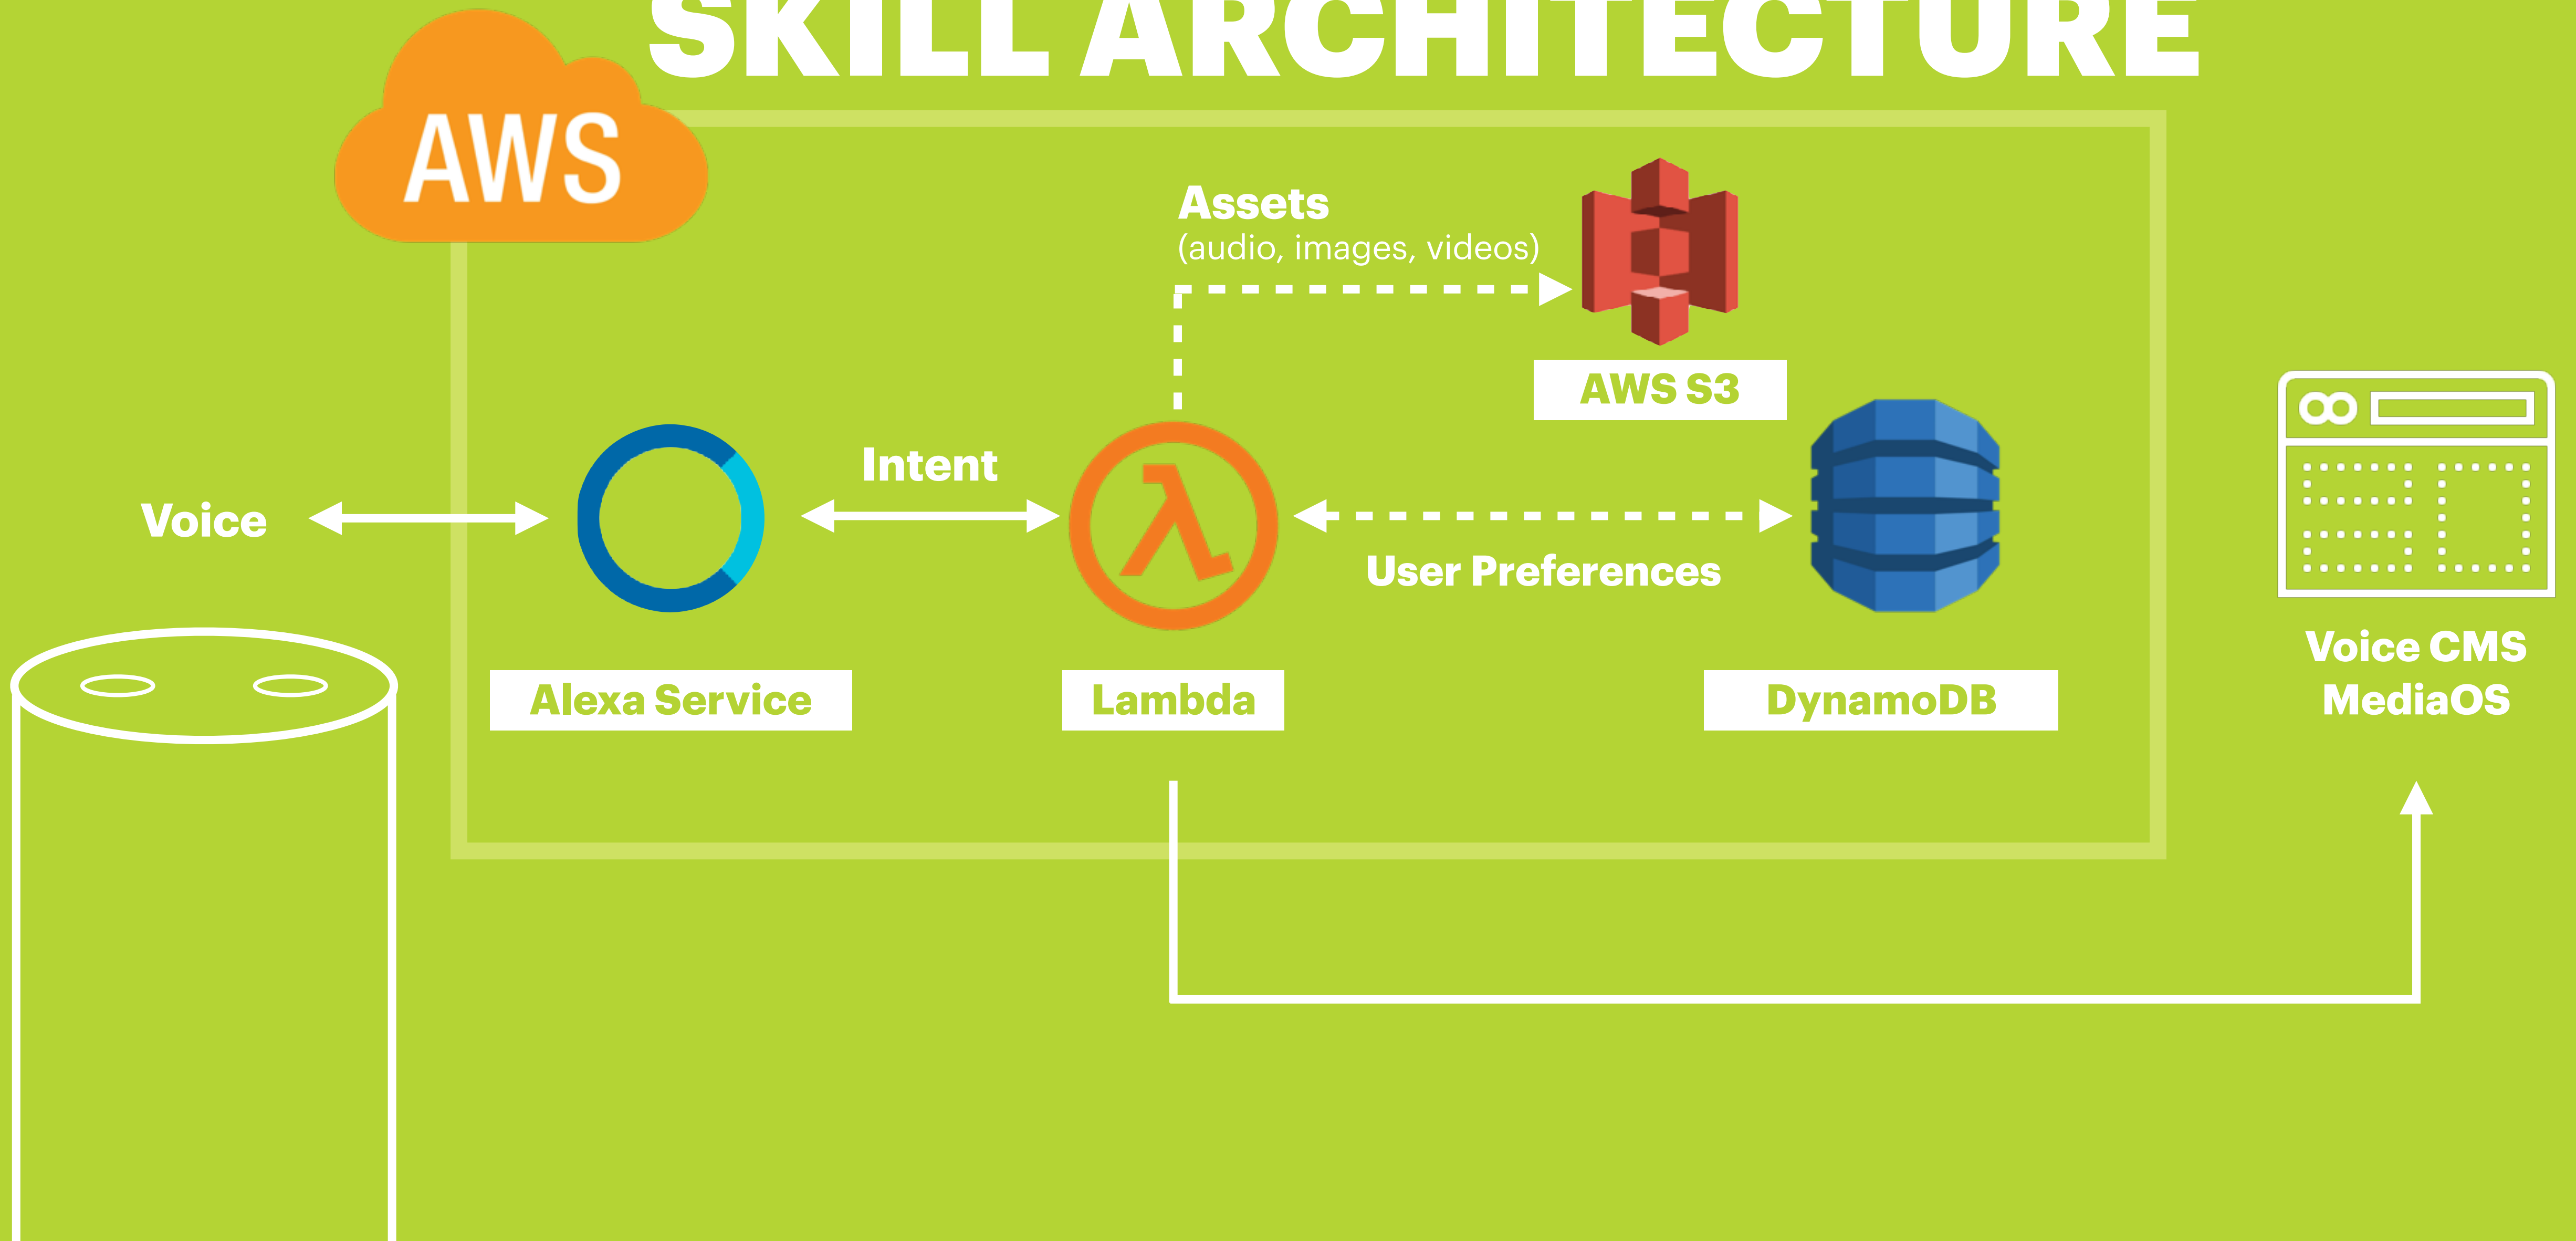 SKILL ARCHITECTURE
AWS
Assets
(audio, images, videos)
AWS S3
Intent
Voice
User Preferences
Voice CMS
MediaOS
Alexa Service
Lambda
DynamoDB